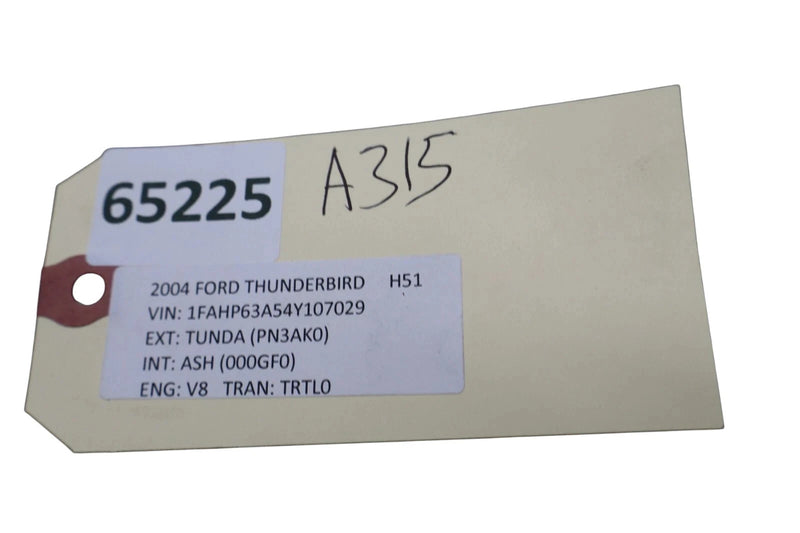 65225
A315
2004 FORD THUNDERBIRD H51
VIN: 1FAHP63A54Y107029
EXT: TUNDA (PN3AK0)
INT: ASH (000GF0)
ENG: V8 TRAN: TRTL0